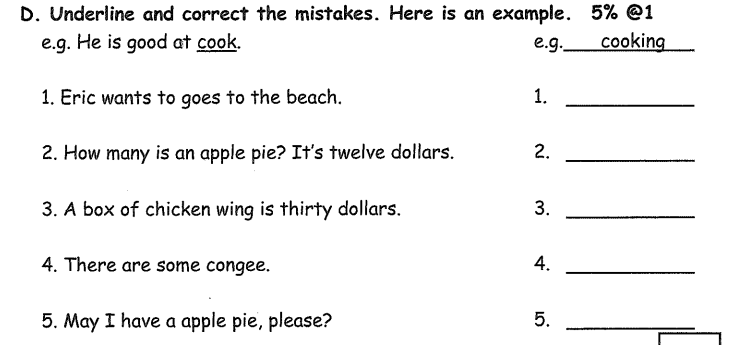 D. Underline and correct the mistakes. Here is an example. 5% @1
e.g. He is good at cook. e.g. cooking
1. Eric wants to goes to the beach. 1.
2. How many is an apple pie? It's twelve dollars. 2.
3. A box of chicken wing is thirty dollars. 3.
4. There are some congee. 4.
5. May I have a apple pie, please? 5.